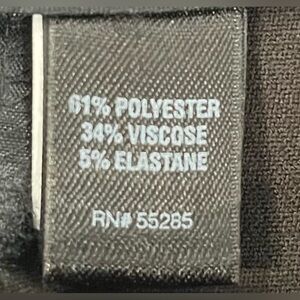 61% POLYESTER
34% VISCOSE
5% ELASTANE
RN# 55285